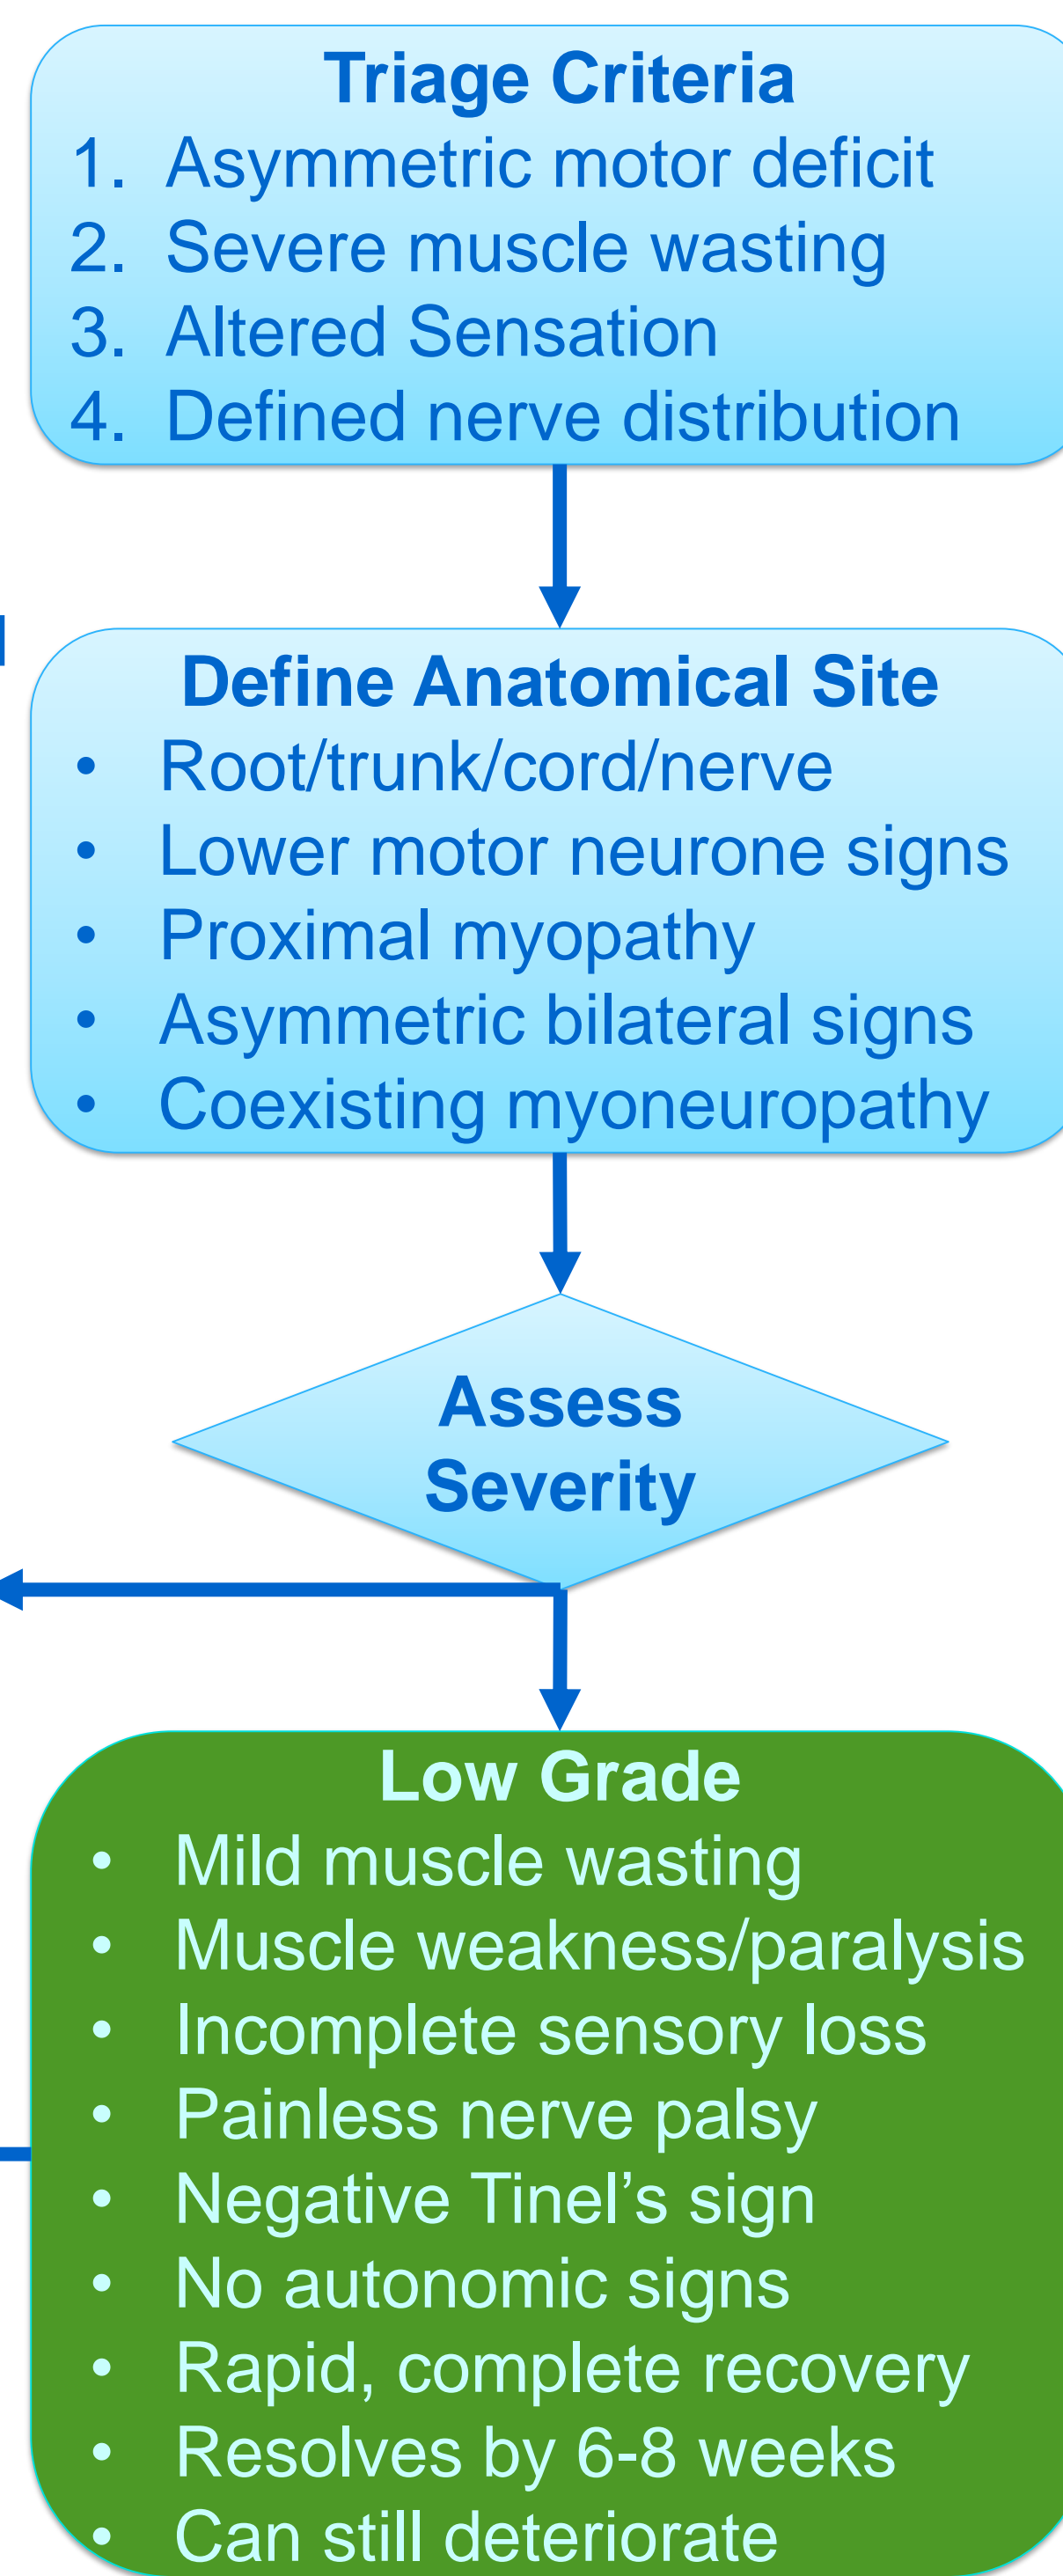 Triage Criteria
1. Asymmetric motor deficit
2. Severe muscle wasting
3. Altered Sensation
4. Defined nerve distribution
Define Anatomical Site
• Root/trunk/cord/nerve
• Lower motor neurone signs
• Proximal myopathy
• Asymmetric bilateral signs
• Coexisting myoneuropathy
Assess
Severity
Low Grade
• Mild muscle wasting
• Muscle weakness/paralysis
• Incomplete sensory loss
• Painless nerve palsy
• Negative Tinel’s sign
• No autonomic signs
• Rapid, complete recovery
• Resolves by 6-8 weeks
• Can still deteriorate